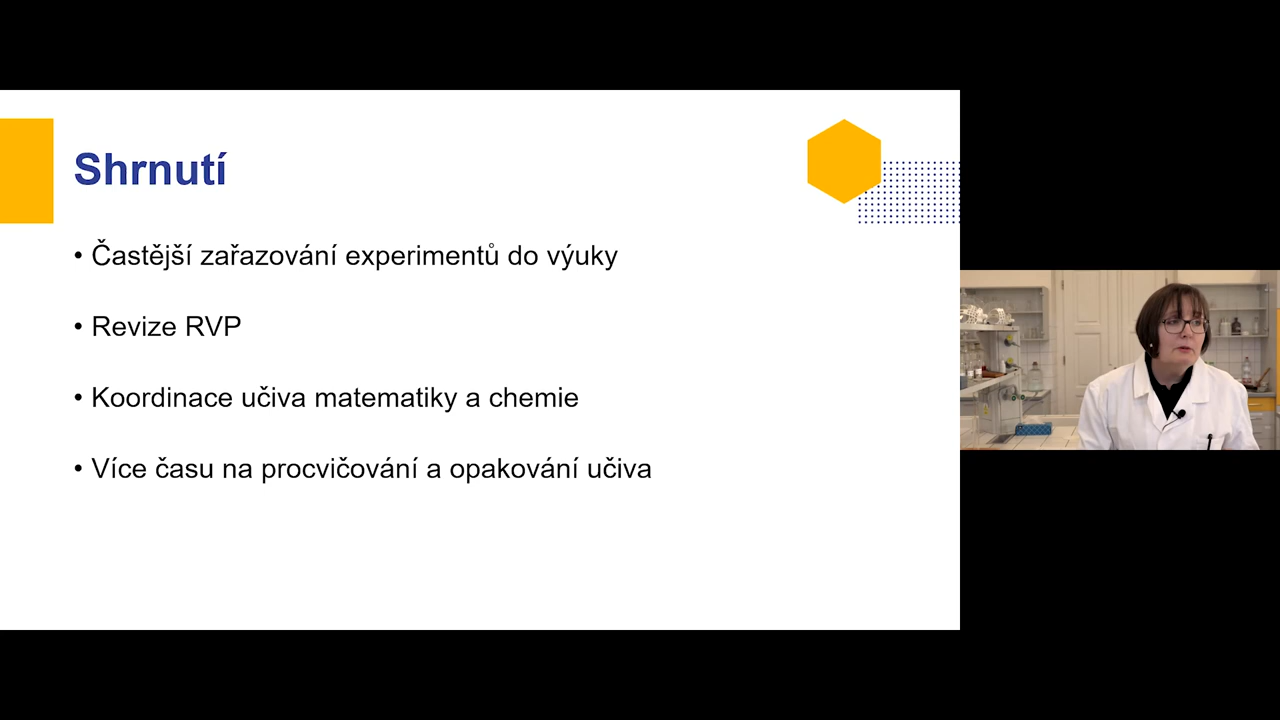 Shrnutí
• Častější zařazování experimentů do výuky
• Revize RVP
• Koordinace učiva matematiky a chemie
• Více času na procvičování a opakování učiva